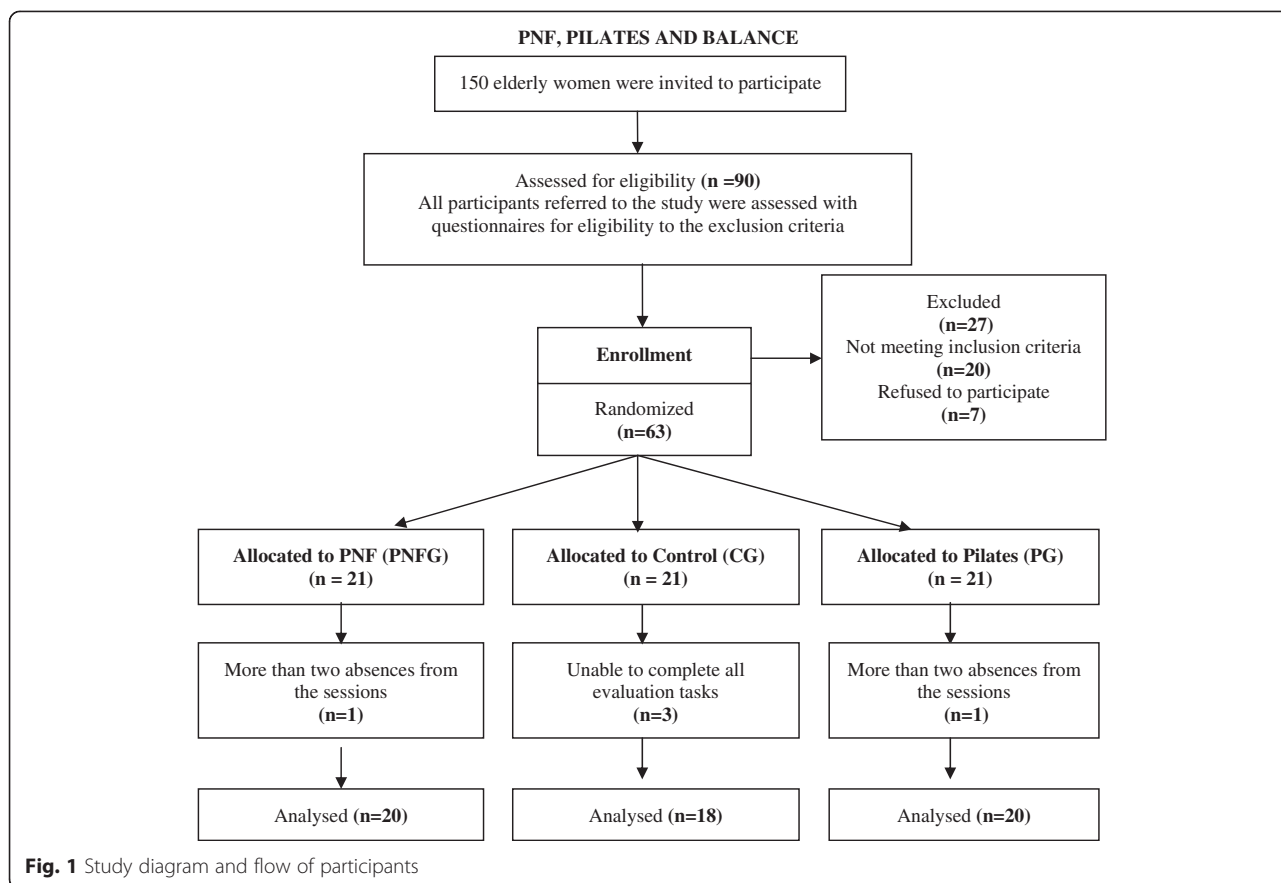 PNF, PILATES AND BALANCE
150 elderly women were invited to participate
Assessed for eligibility (n =90)
All participants referred to the study were assessed with
questionnaires for eligibility to the exclusion criteria
Excluded
(n=27)
Not meeting inclusion criteria
(n=20)
Refused to participate
(n=7)
Enrollment
Randomized
(n=63)
Allocated to PNF (PNFG)
(n = 21)
Allocated to Control (CG)
(n = 21)
Allocated to Pilates (PG)
(n = 21)
More than two absences from
the sessions
(n=1)
Unable to complete all
evaluation tasks
(n=3)
More than two absences from
the sessions
(n=1)
Analysed (n=20)
Analysed (n=18)
Analysed (n=20)
Fig. 1 Study diagram and flow of participants